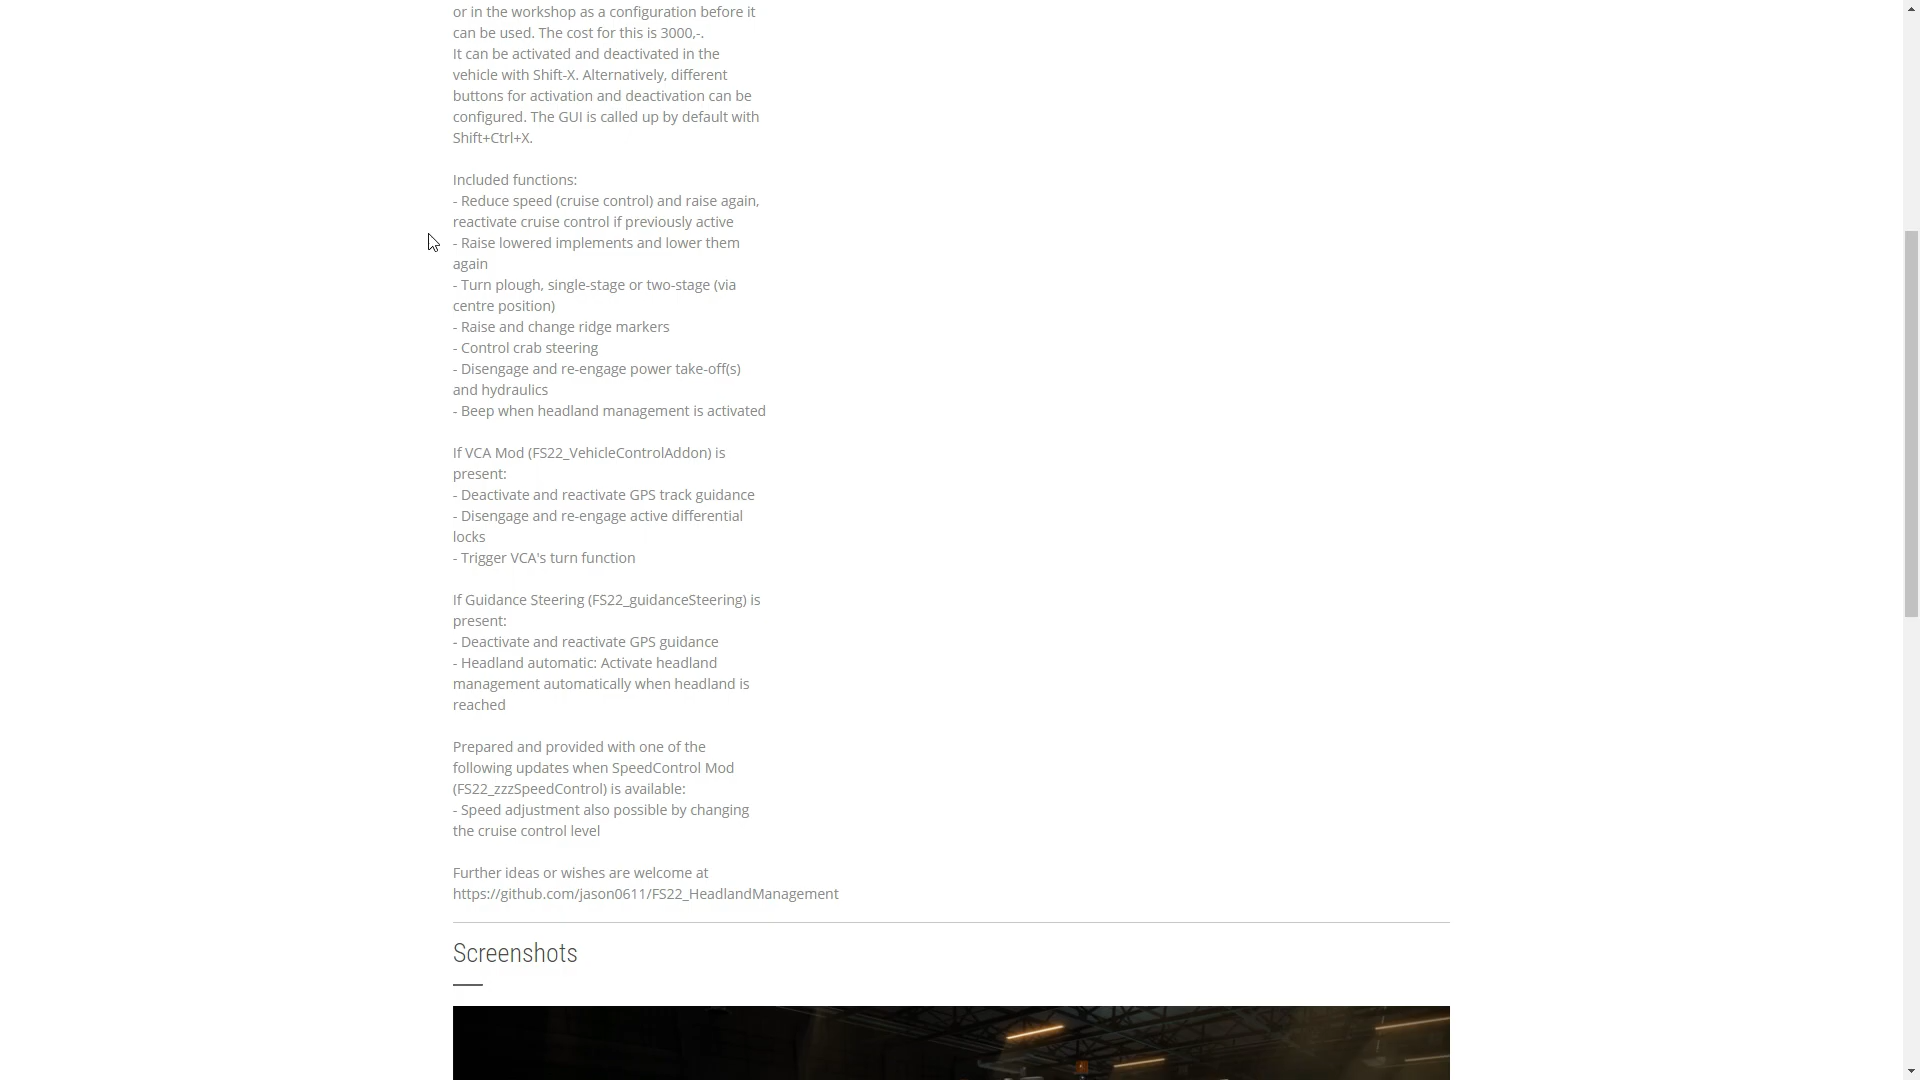 or in the workshop as a configuration before it
can be used. The cost for this is 3000,-.
It can be activated and deactivated in the
vehicle with Shift-X. Alternatively, different
buttons for activation and deactivation can be
configured. The GUI is called up by default with
Shift+Ctrl+X.
Included functions:
- Reduce speed (cruise control) and raise again,
reactivate cruise control if previously active
- Raise lowered implements and lower them
again
- Turn plough, single-stage or two-stage (via
centre position)
- Raise and change ridge markers
- Control crab steering
- Disengage and re-engage power take-off(s)
and hydraulics
- Beep when headland management is activated
If VCA Mod (FS22_VehicleControlAddon) is
present:
- Deactivate and reactivate GPS track guidance
- Disengage and re-engage active differential
locks
- Trigger VCA's turn function
If Guidance Steering (FS22_guidanceSteering) is
present:
- Deactivate and reactivate GPS guidance
- Headland automatic: Activate headland
management automatically when headland is
reached
Prepared and provided with one of the
following updates when SpeedControl Mod
(FS22_zzzSpeedControl) is available:
- Speed adjustment also possible by changing
the cruise control level
Further ideas or wishes are welcome at
https://github.com/jason0611/FS22_HeadlandManagement
Screenshots